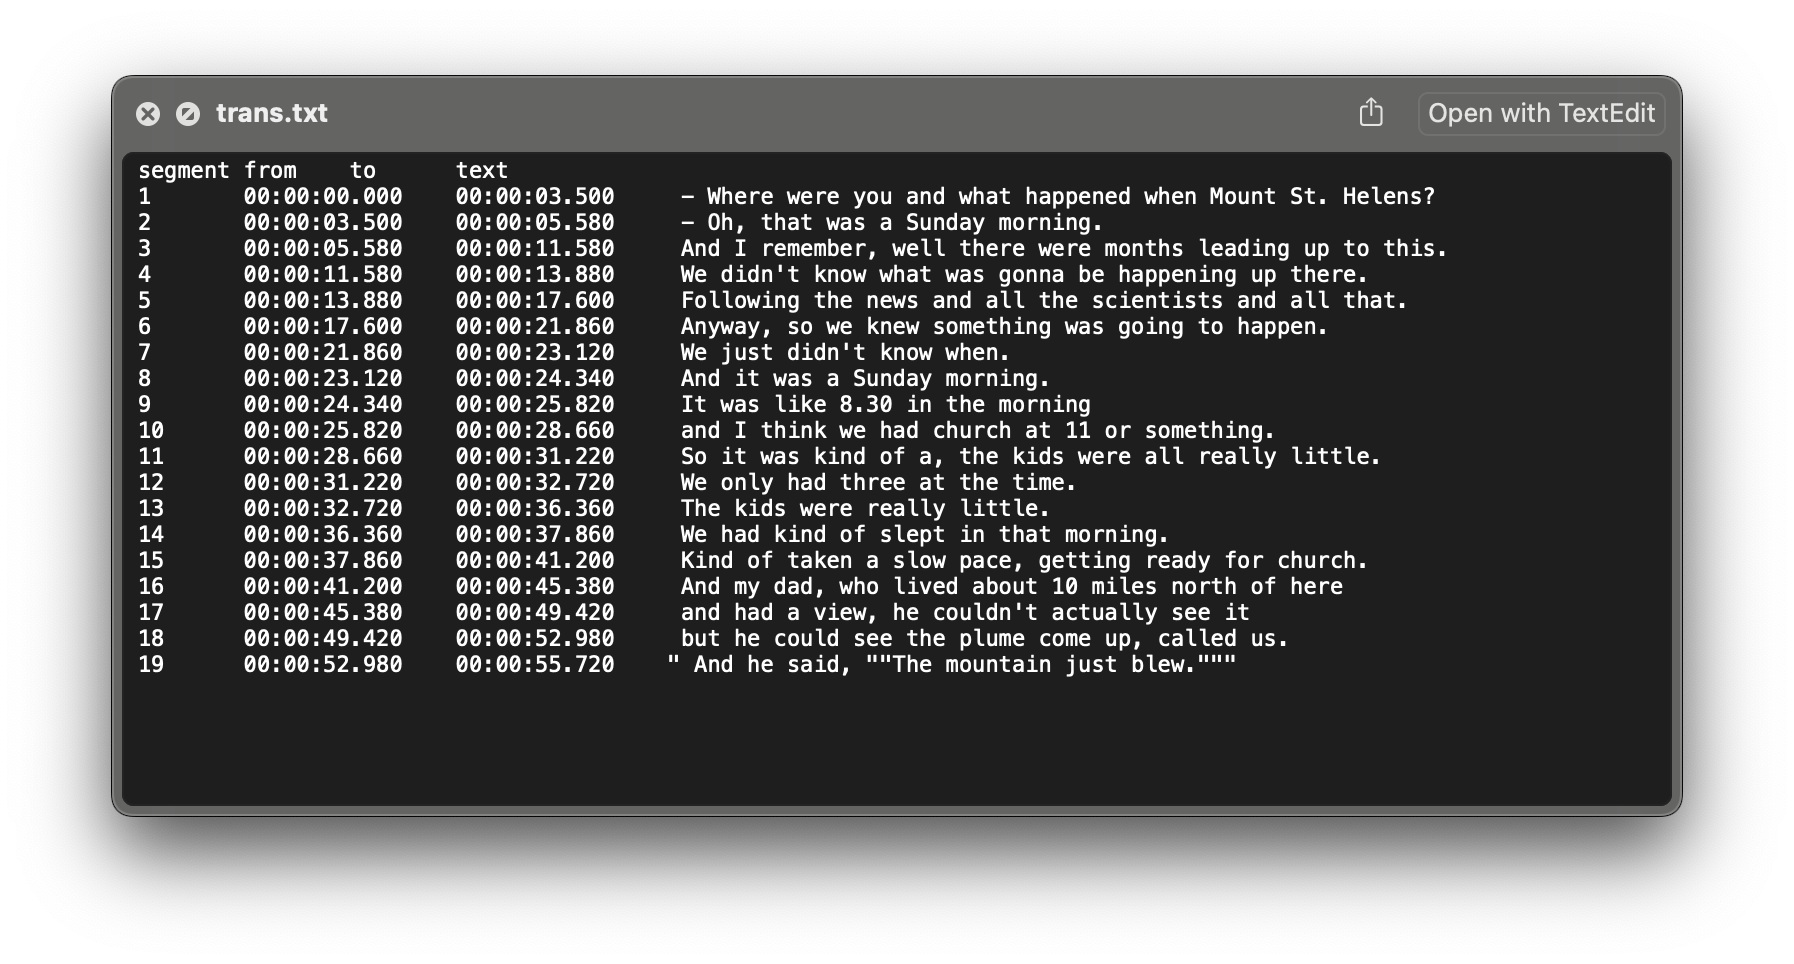 trans.txt
Open with TextEdit
segment from to text
1 00:00:00.000 00:00:03.500 – Where were you and what happened when Mount St. Helens?
2 00:00:03.500 00:00:05.580 – Oh, that was a Sunday morning.
3 00:00:05.580 00:00:11.580 And I remember, well there were months leading up to this.
4 00:00:11.580 00:00:13.880 We didn't know what was gonna be happening up there.
5 00:00:13.880 00:00:17.600 Following the news and all the scientists and all that.
6 00:00:17.600 00:00:21.860 Anyway, so we knew something was going to happen.
7 00:00:21.860 00:00:23.120 We just didn't know when.
8 00:00:23.120 00:00:24.340 And it was a Sunday morning.
9 00:00:24.340 00:00:25.820 It was like 8.30 in the morning
10 00:00:25.820 00:00:28.660 and I think we had church at 11 or something.
11 00:00:28.660 00:00:31.220 So it was kind of a, the kids were all really little.
12 00:00:31.220 00:00:32.720 We only had three at the time.
13 00:00:32.720 00:00:36.360 The kids were really little.
14 00:00:36.360 00:00:37.860 We had kind of slept in that morning.
15 00:00:37.860 00:00:41.200 Kind of taken a slow pace, getting ready for church.
16 00:00:41.200 00:00:45.380 And my dad, who lived about 10 miles north of here
17 00:00:45.380 00:00:49.420 and had a view, he couldn't actually see it
18 00:00:49.420 00:00:52.980 but he could see the plume come up, called us.
19 00:00:52.980 00:00:55.720 " And he said, ""The mountain just blew."""